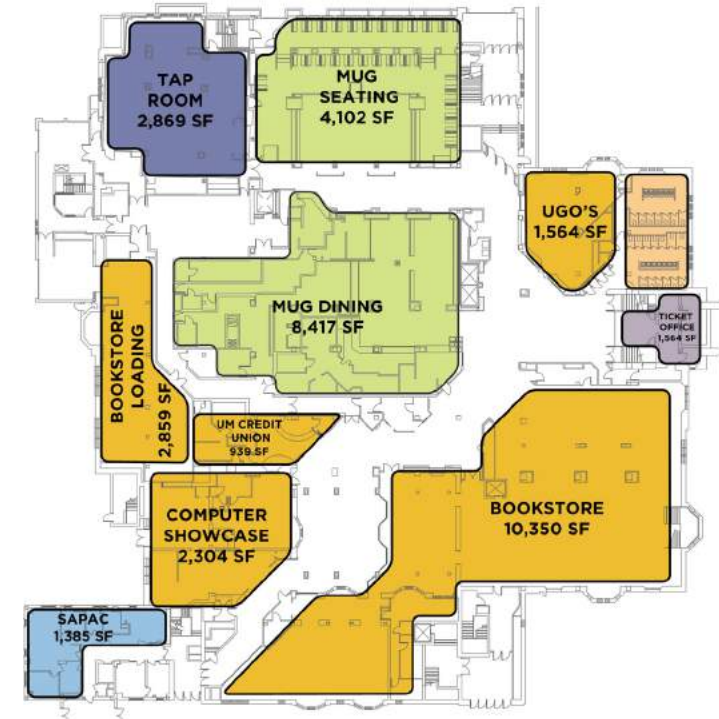 TAP
ROOM
2,869 SF
MUG
SEATING
4,102 SF
UGO'S
1,564 SF
MUG DINING
8,417 SF
TICKET
OFFICE
1,564 SF
BOOKSTORE
LOADING
2,859 SF
UM CREDIT
UNION
939 SF
COMPUTER
SHOWCASE
2,304 SF
BOOKSTORE
10,350 SF
SAPAC
1,385 SF